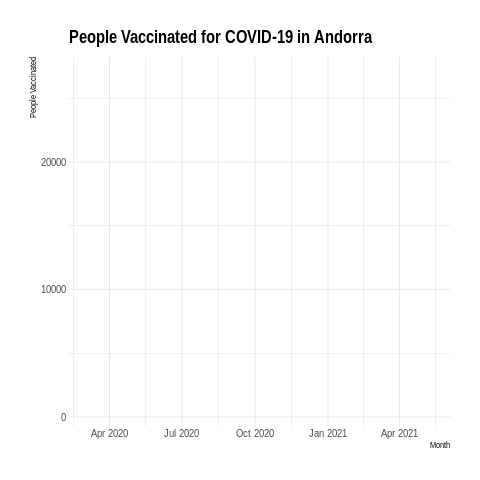 People Vaccinated for COVID-19 in Andorra
People Vaccinated
20000
10000
0
Apr 2020
Jul 2020
Oct 2020
Jan 2021
Apr 2021
Month